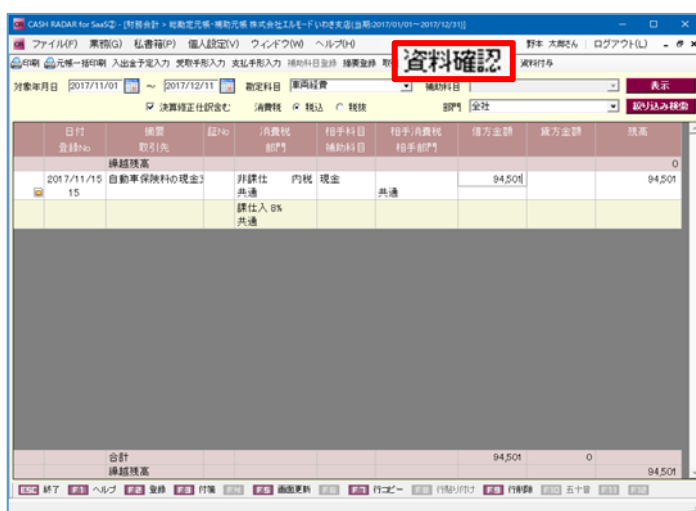 CASH RADAR for SaaS② - [財務会計 > 総勘定元帳・補助元帳 株式会社エルモード いわき支店(当期:2017/01/01～2017/12/31)]
ファイル(F) 業務(G) 私書箱(P) 個人設定(V) ウィンドウ(W) ヘルプ(H) 野本 太郎さん ログアウト(L)
印刷 元帳一括印刷 入出金予定入力 受取手形入力 支払手形入力 補助科目登録 摘要登録 資料確認 資料付与
対象年月日 2017/11/01 ～ 2017/12/11 勘定科目 車両経費 補助科目 表示
決算修正仕訳含む 消費税 税込 税抜 部門 全社 絞り込み検索
日付 摘要 証No 消費税 相手科目 相手消費税 借方金額 貸方金額 残高
登録No 取引先 部門 補助科目 相手部門
繰越残高 0
2017/11/15 自動車保険料の現金 非課仕 内税 現金 94,501 94,501
15 共通 共通
課仕入 8%
共通
合計 94,501 0
繰越残高 94,501
ESC 終了 F1 ヘルプ F2 登録 F3 付箋 F4 F5 画面更新 F6 F7 行コピー F8 行貼り付け F9 行削除 F10 五十音 F11 F12